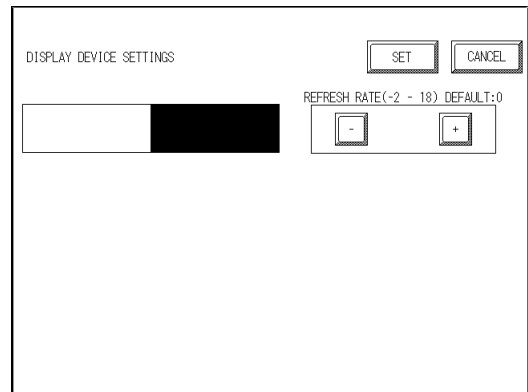 DISPLAY DEVICE SETTINGS
SET
CANCEL
REFRESH RATE(-2 - 18) DEFAULT:0
-
+